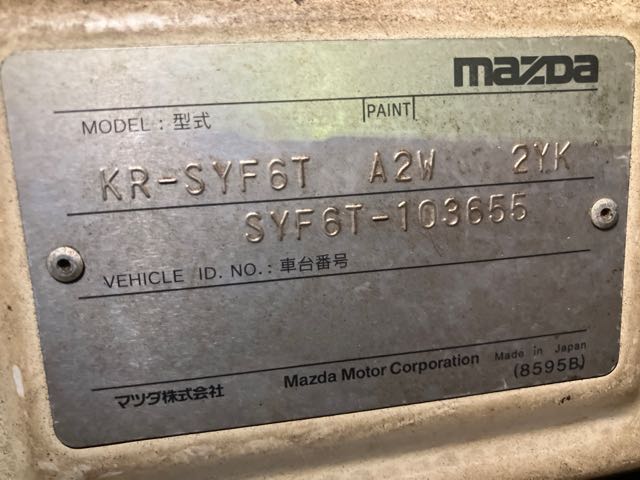 mazda
MODEL : 型式 PAINT
KR-SYF6T A2W 2YK
SYF6T-103655
VEHICLE ID. NO. : 車台番号
マツダ株式会社 Mazda Motor Corporation Made in Japan
(8595B)